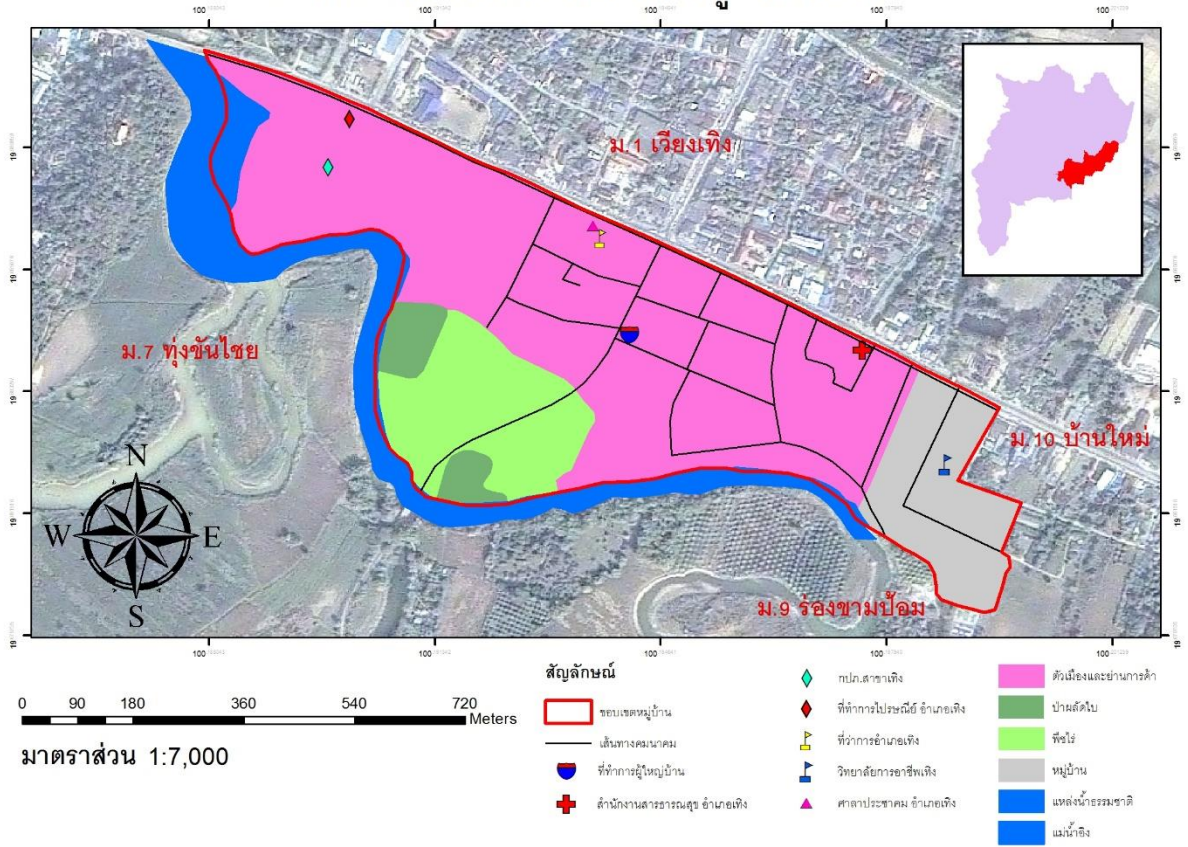 ม.1 เวียงเทิง
ม.7 ทุ่งขันไชย
ม.10 บ้านใหม่
ม.9 ร่องขามป้อม
N
W
E
S
0 90 180 360 540 720
Meters
มาตราส่วน 1:7,000
สัญลักษณ์
ขอบเขตหมู่บ้าน
เส้นทางคมนาคม
ที่ทำการผู้ใหญ่บ้าน
สำนักงานสารธารณสุข อำเภอเทิง
กปภ.สาขาเทิง
ที่ทำการไปรษณีย์ อำเภอเทิง
ที่ว่าการอำเภอเทิง
วิทยาลัยการอาชีพเทิง
ศาลาประชาคม อำเภอเทิง
ตัวเมืองและย่านการค้า
ป่าผลัดใบ
พืชไร่
หมู่บ้าน
แหล่งน้ำธรรมชาติ
แม่น้ำอิง